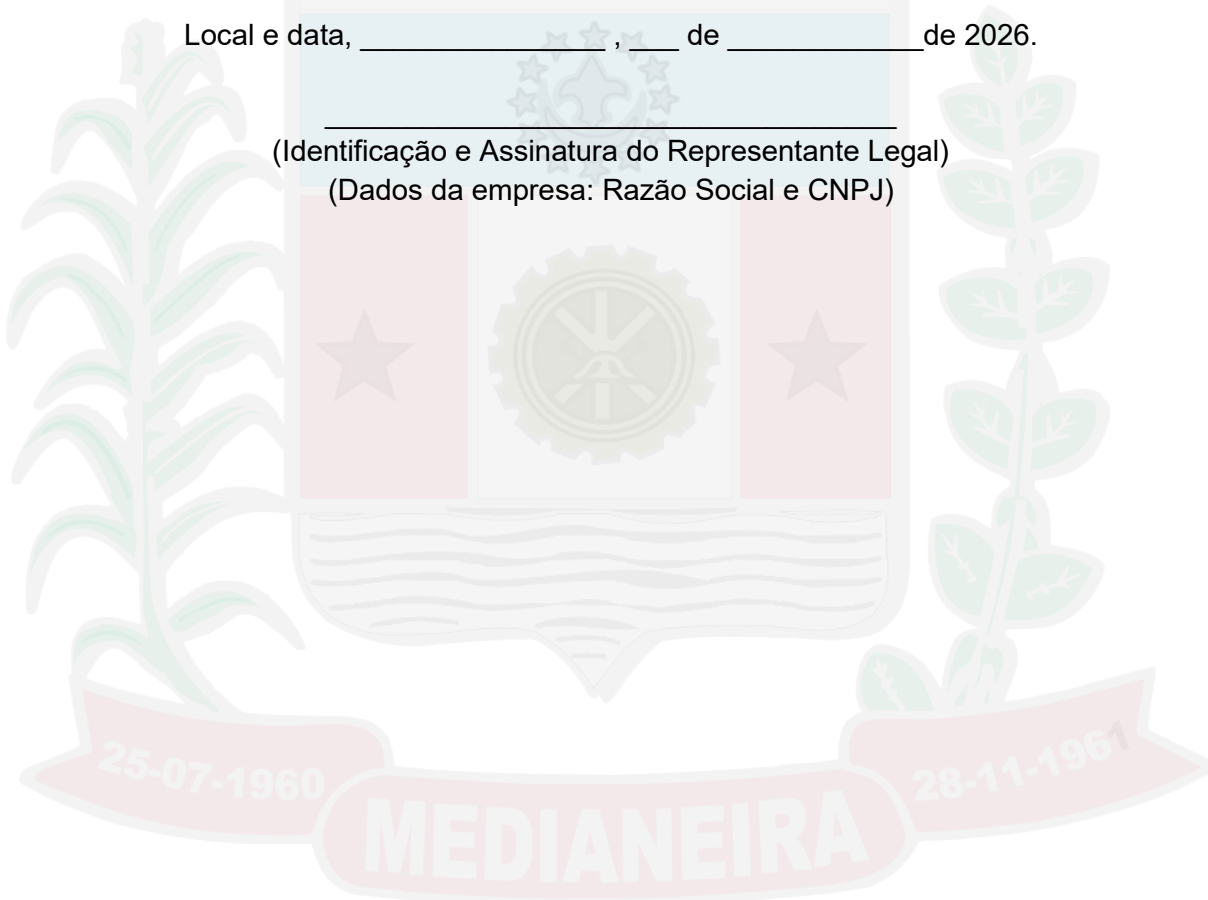 Local e data, _______________ , ___ de ____________de 2026.
___________________________________
(Identificação e Assinatura do Representante Legal)
(Dados da empresa: Razão Social e CNPJ)
25-07-1960
28-11-1961
MEDIANEIRA